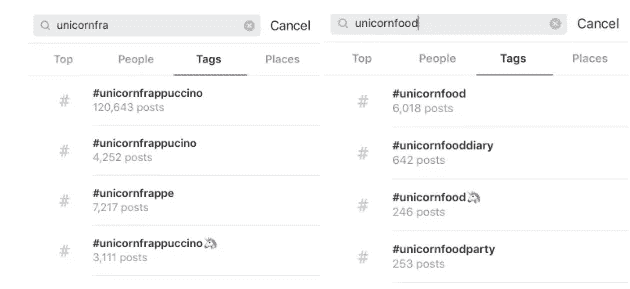 unicornfra
Cancel
Top
People
Tags
Places
#
#unicornfrappuccino
120,643 posts
#
#unicornfrappucino
4,252 posts
#
#unicornfrappe
7,217 posts
#
#unicornfrappuccino🦄
3,111 posts
unicornfood
Cancel
Top
People
Tags
Places
#
#unicornfood
6,018 posts
#
#unicornfooddiary
642 posts
#
#unicornfood🦄
246 posts
#
#unicornfoodparty
253 posts